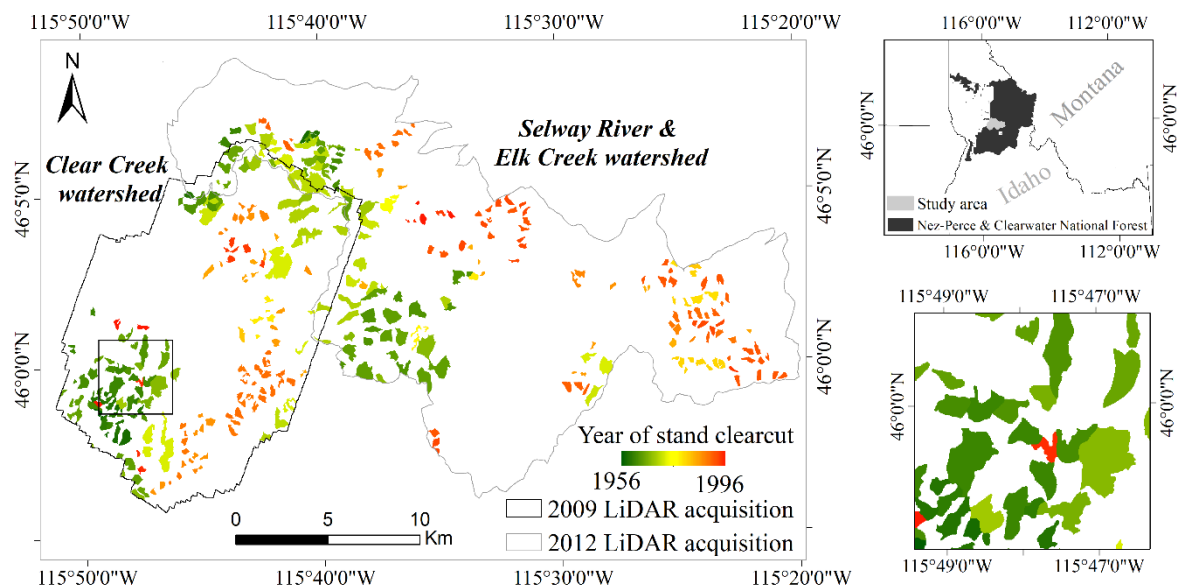 115°50'0"W
115°40'0"W
115°30'0"W
115°20'0"W
N
Clear Creek
watershed
Selway River &
Elk Creek watershed
46°5'0"N
46°0'0"N
46°5'0"N
46°0'0"N
Year of stand clearcut
1956
1996
0
5
10
Km
2009 LiDAR acquisition
2012 LiDAR acquisition
115°50'0"W
115°40'0"W
115°30'0"W
115°20'0"W
116°0'0"W
112°0'0"W
46°0'0"N
46°0'0"N
Montana
Idaho
Study area
Nez-Perce & Clearwater National Forest
116°0'0"W
112°0'0"W
115°49'0"W
115°47'0"W
46°0'0"N
46°0'0"N
115°49'0"W
115°47'0"W